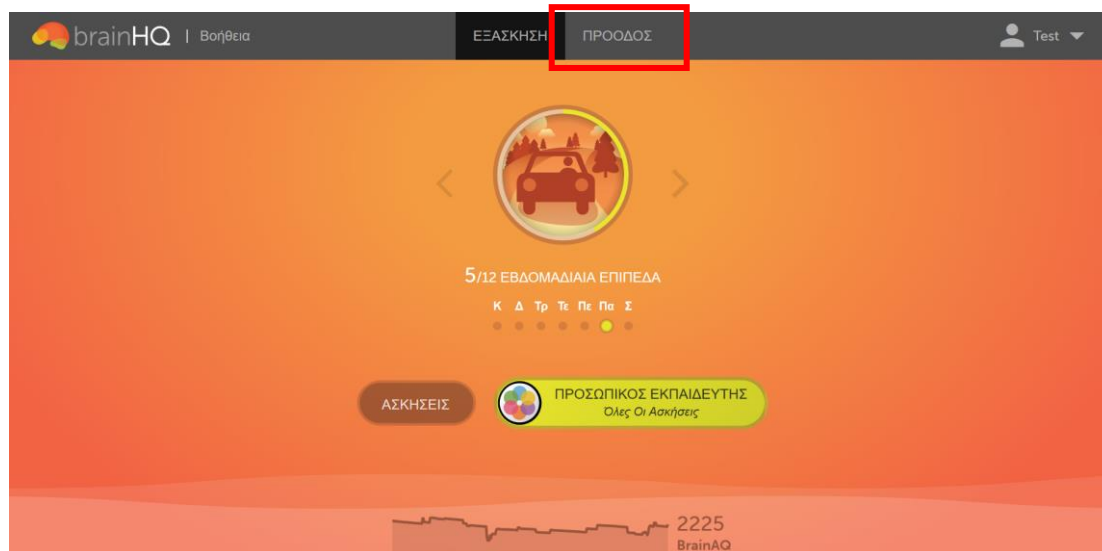 brainHQ | Βοήθεια ΕΞΑΣΚΗΣΗ ΠΡΟΟΔΟΣ Test
5/12 ΕΒΔΟΜΑΔΙΑΙΑ ΕΠΙΠΕΔΑ
Κ Δ Τρ Τε Πε Πα Σ
ΑΣΚΗΣΕΙΣ
ΠΡΟΣΩΠΙΚΟΣ ΕΚΠΑΙΔΕΥΤΗΣ
Όλες Οι Ασκήσεις
2225
BrainAQ